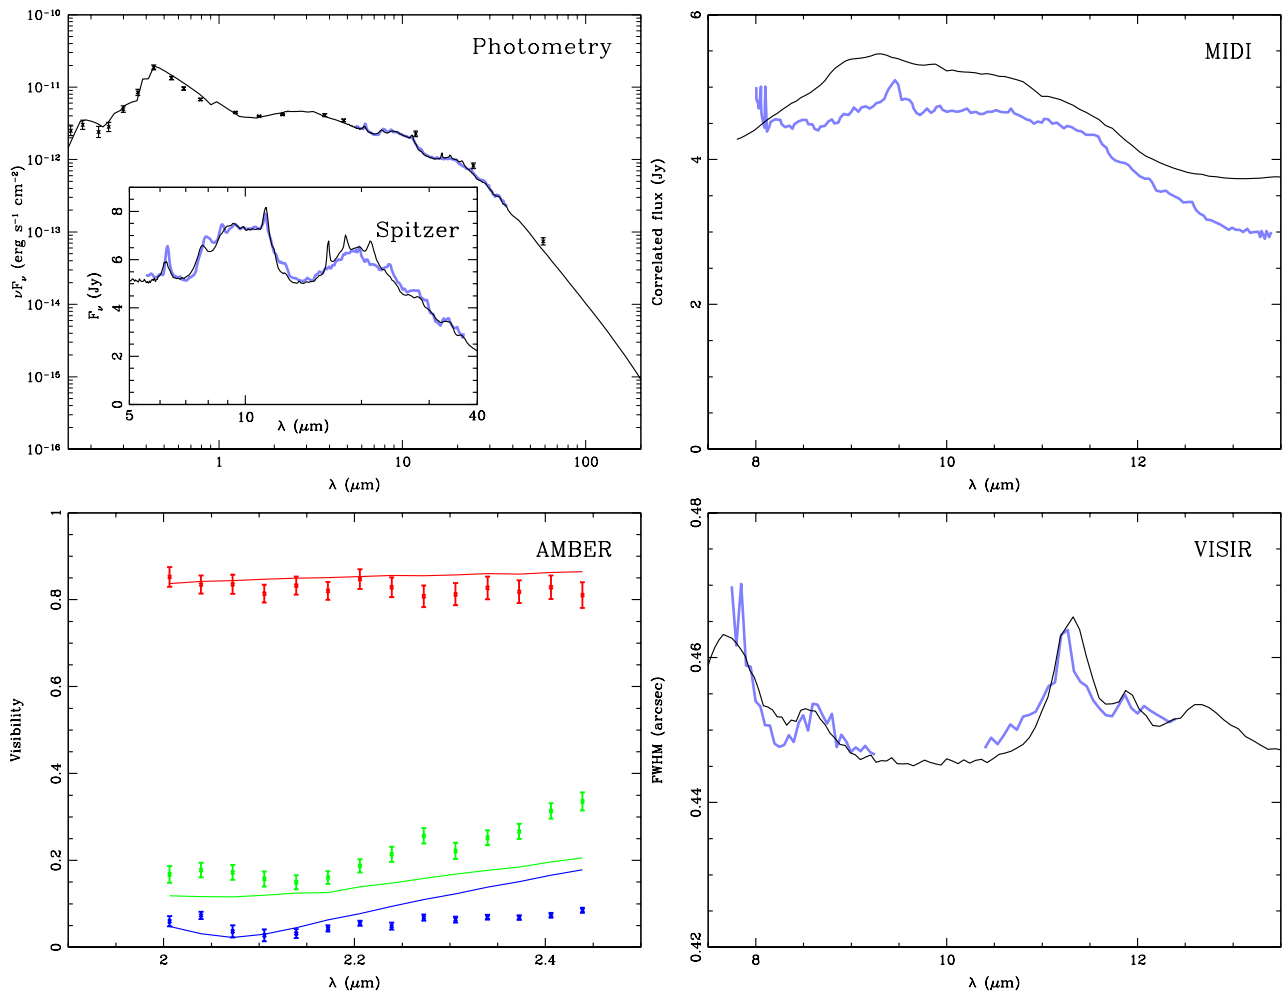 Photometry
10⁻¹⁰
10⁻¹¹
10⁻¹²
10⁻¹³
10⁻¹⁴
10⁻¹⁵
10⁻¹⁶
νFν (erg s⁻¹ cm⁻²)
1 10 100
λ (μm)
Spitzer
8
6
4
2
0
Fν (Jy)
5 10 20 40
λ (μm)
MIDI
6
4
2
0
Correlated flux (Jy)
8 10 12
λ (μm)
AMBER
1
0.8
0.6
0.4
0.2
0
Visibility
2 2.2 2.4
λ (μm)
VISIR
0.48
0.46
0.44
0.42
FWHM (arcsec)
8 10 12
λ (μm)